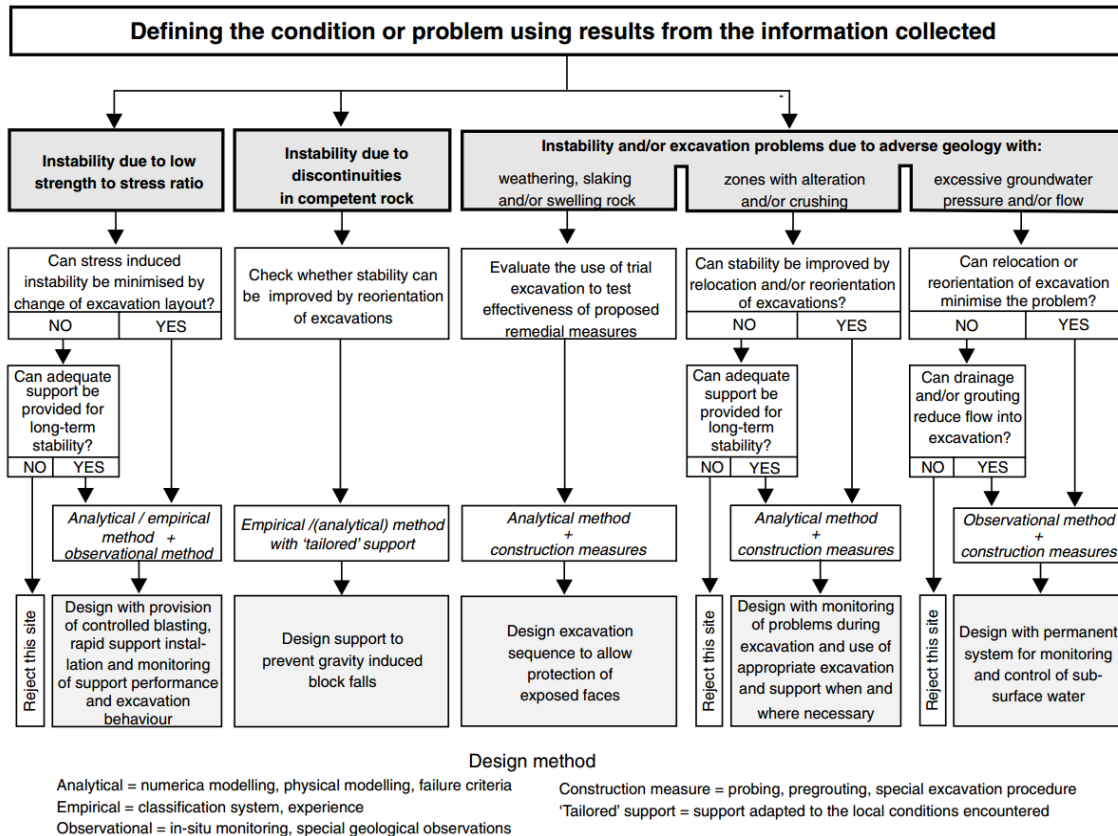 Defining the condition or problem using results from the information collected
Instability due to low
strength to stress ratio
Instability due to
discontinuities
in competent rock
Instability and/or excavation problems due to adverse geology with:
weathering, slaking
and/or swelling rock
zones with alteration
and/or crushing
excessive groundwater
pressure and/or flow
Can stress induced
instability be minimised by
change of excavation layout?
NO
YES
Check whether stability can
be improved by reorientation
of excavations
Evaluate the use of trial
excavation to test
effectiveness of proposed
remedial measures
Can stability be improved by
relocation and/or reorientation
of excavations?
NO
YES
Can relocation or
reorientation of excavation
minimise the problem?
NO
YES
Can adequate
support be
provided for
long-term
stability?
NO
YES
Can adequate
support be
provided for
long-term
stability?
NO
YES
Can drainage
and/or grouting
reduce flow into
excavation?
NO
YES
Analytical / empirical
method +
observational method
Empirical /(analytical) method
with 'tailored' support
Analytical method
+
construction measures
Analytical method
+
construction measures
Observational method
+
construction measures
Reject this site
Design with provision
of controlled blasting,
rapid support instal-
lation and monitoring
of support performance
and excavation
behaviour
Design support to
prevent gravity induced
block falls
Design excavation
sequence to allow
protection of
exposed faces
Reject this site
Design with monitoring
of problems during
excavation and use of
appropriate excavation
and support when and
where necessary
Reject this site
Design with permanent
system for monitoring
and control of sub-
surface water
Design method
Analytical = numerica modelling, physical modelling, failure criteria
Empirical = classification system, experience
Observational = in-situ monitoring, special geological observations
Construction measure = probing, pregrouting, special excavation procedure
'Tailored' support = support adapted to the local conditions encountered